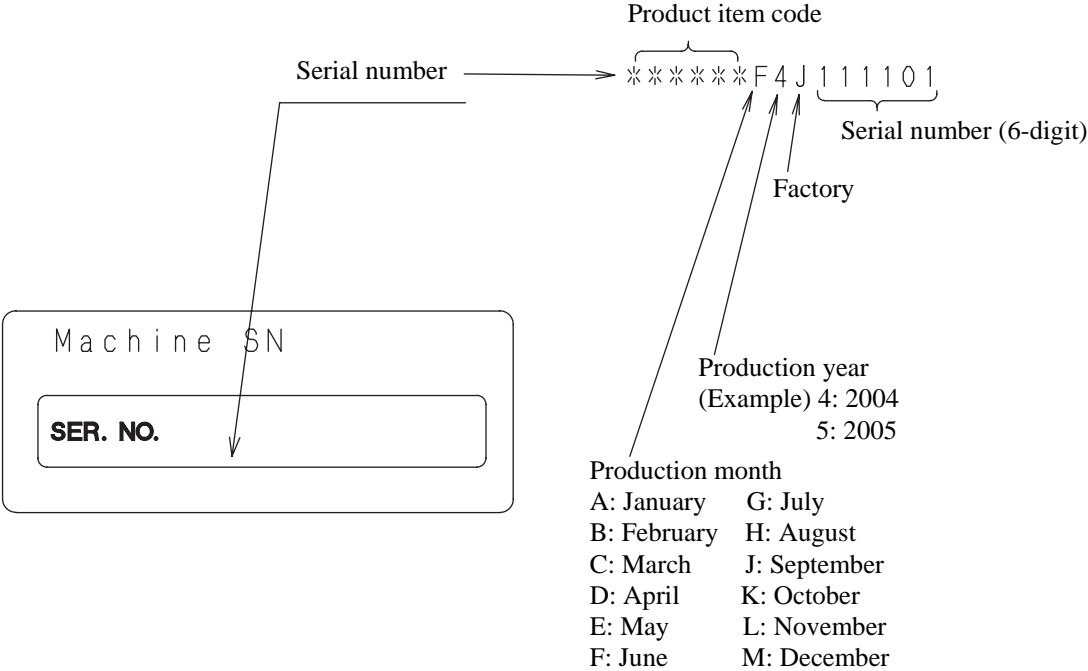 Product item code
Serial number
******F4J111101
Serial number (6-digit)
Factory
Machine SN
SER. NO.
Production year
(Example) 4: 2004
5: 2005
Production month
A: January G: July
B: February H: August
C: March J: September
D: April K: October
E: May L: November
F: June M: December